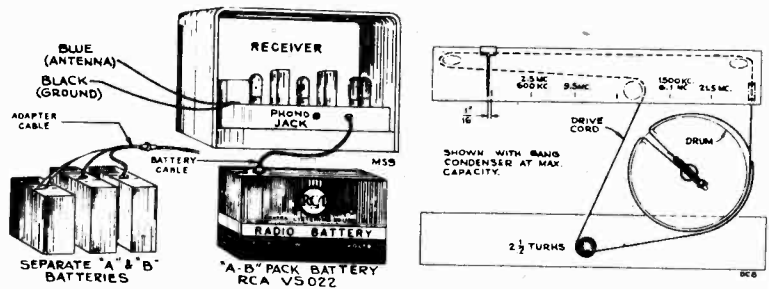 BLUE
(ANTENNA)
BLACK
(GROUND)
RECEIVER
PHONO
JACK
ADAPTER
CABLE
BATTERY
CABLE
MS9
RCA
RADIO BATTERY
SEPARATE "A" & "B"
BATTERIES
"A-B" PACK BATTERY
RCA VS022
2.5 MC.
600 KC.
9.5 MC.
1500 KC.
6.1 MC.
21.5 MC.
1"
16
DRIVE
CORD
DRUM
SHOWN WITH GANG
CONDENSER AT MAX.
CAPACITY.
2 1/2 TURNS